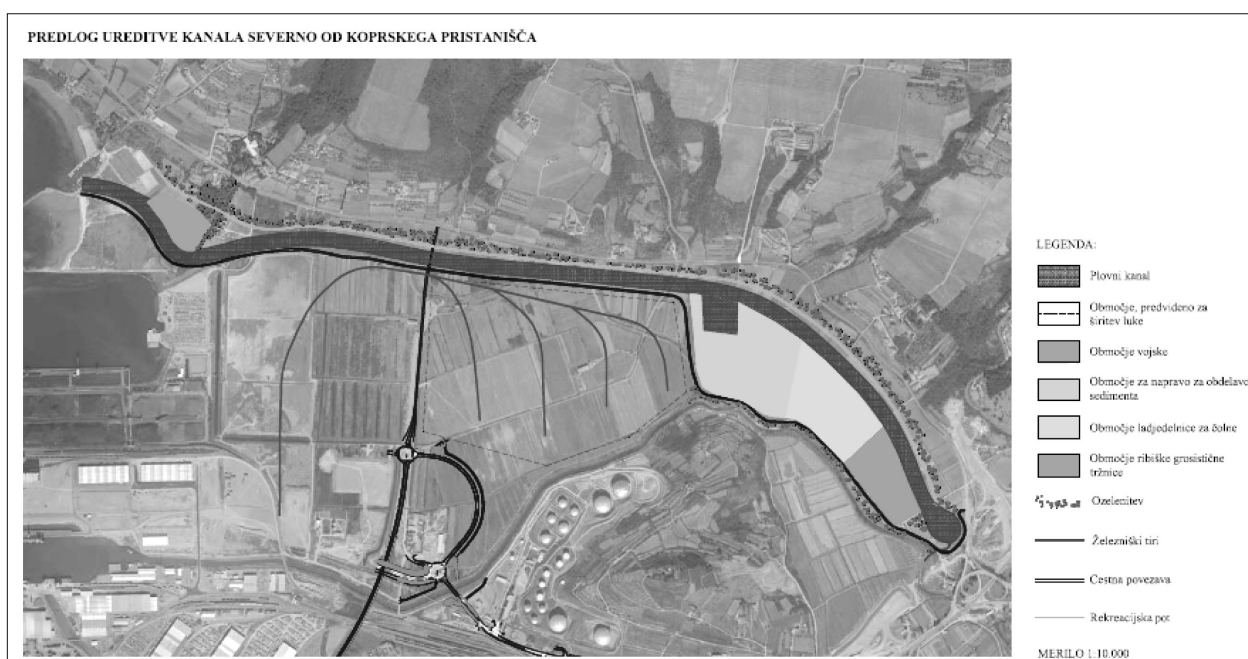 PREDLOG UREDITVE KANALA SEVERNO OD KOPRSKEGA PRISTANIŠČA
LEGENDA:
Plovni kanal
Območje, predvideno za
širitev luke
Območje vojske
Območje za napravo za obdelavo
sedimenta
Območje ladjedelnice za čolne
Območje ribiške grosistične
tržnice
Ozelenitev
Železniški tiri
Cestna povezava
Rekreacijska pot
MERILO 1:10.000